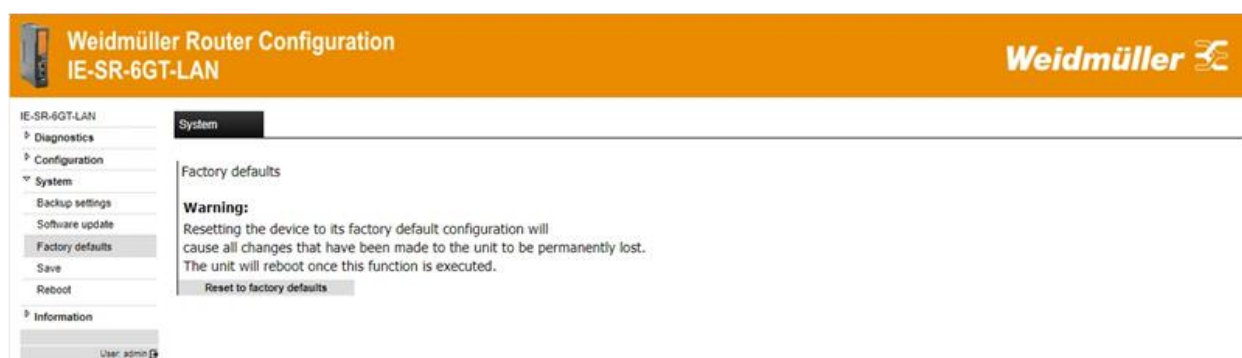 Weidmüller Router Configuration
IE-SR-6GT-LAN
Weidmüller
IE-SR-6GT-LAN
Diagnostics
Configuration
System
Backup settings
Software update
Factory defaults
Save
Reboot
Information
User: admin
System
Factory defaults
Warning:
Resetting the device to its factory default configuration will
cause all changes that have been made to the unit to be permanently lost.
The unit will reboot once this function is executed.
Reset to factory defaults